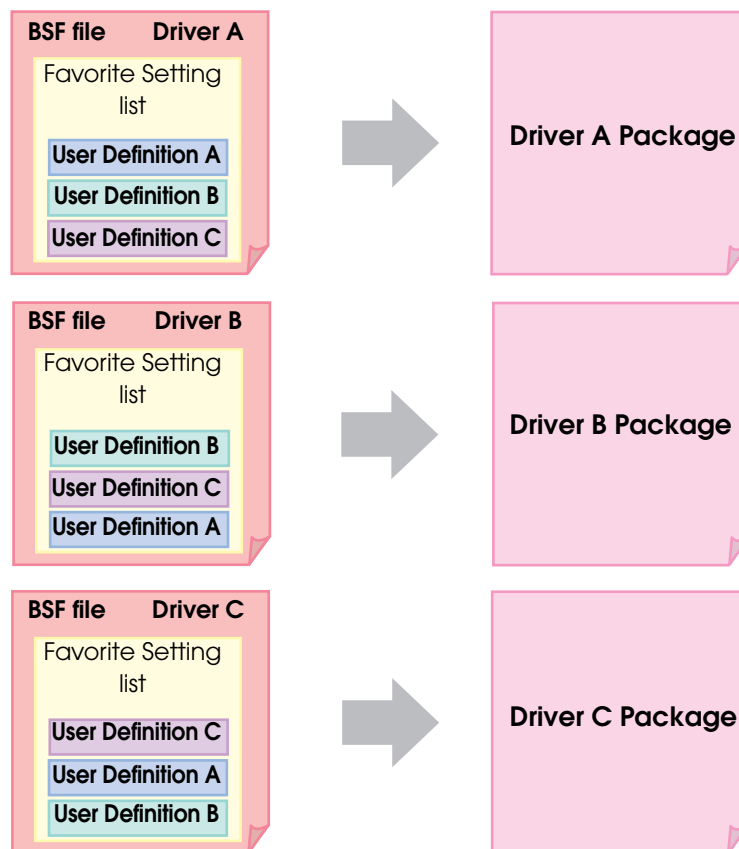 BSF file Driver A
Favorite Setting
list
User Definition A
User Definition B
User Definition C
Driver A Package
BSF file Driver B
Favorite Setting
list
User Definition B
User Definition C
User Definition A
Driver B Package
BSF file Driver C
Favorite Setting
list
User Definition C
User Definition A
User Definition B
Driver C Package